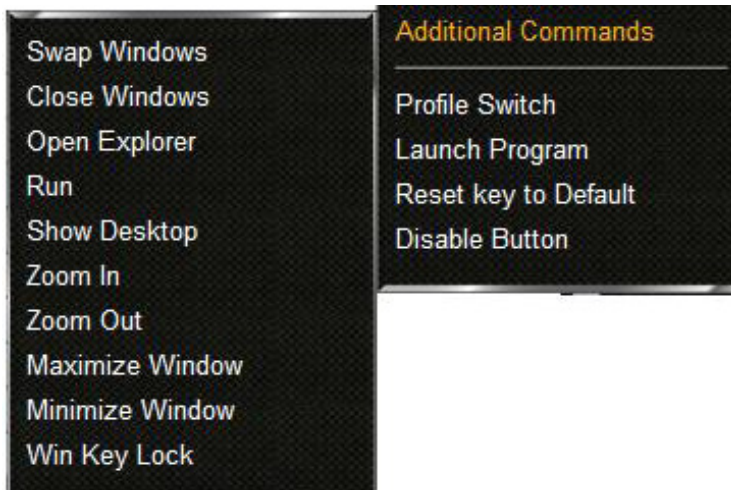 Swap Windows
Close Windows
Open Explorer
Run
Show Desktop
Zoom In
Zoom Out
Maximize Window
Minimize Window
Win Key Lock
Additional Commands
Profile Switch
Launch Program
Reset key to Default
Disable Button